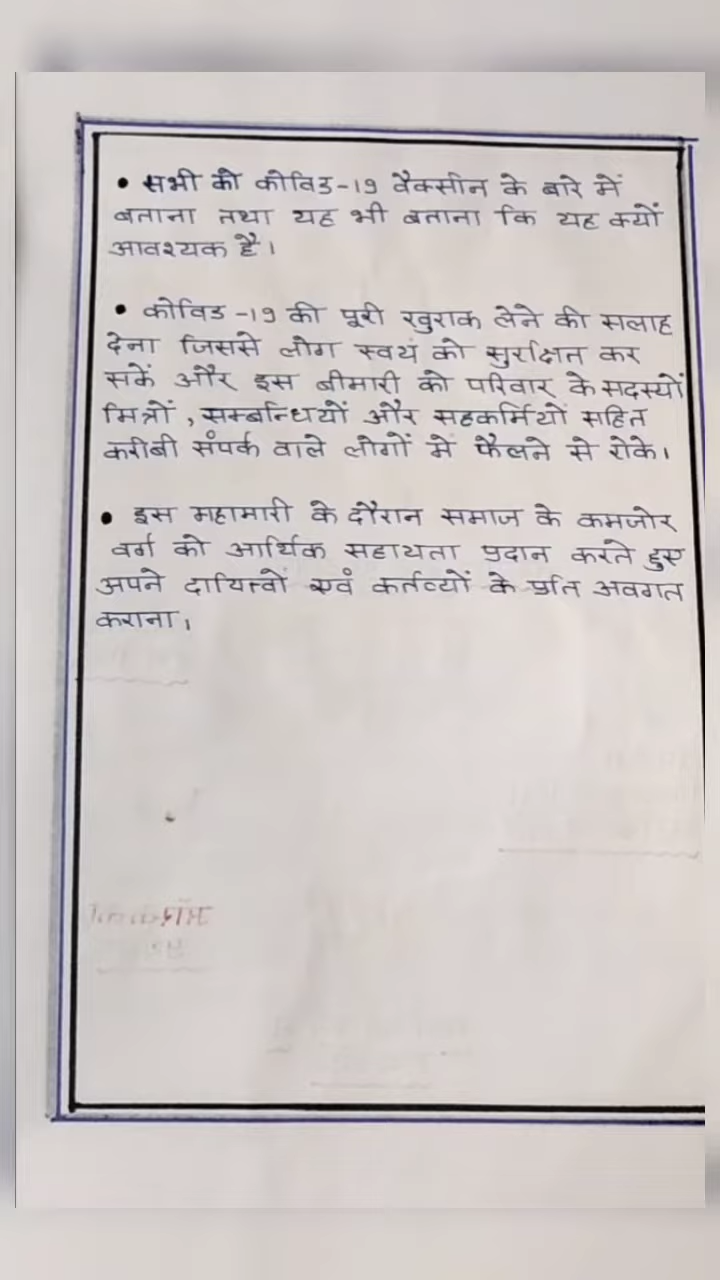 • सभी को कोविड-19 वैक्सीन के बारे में
बताना तथा यह भी बताना कि यह क्यों
आवश्यक है।
• कोविड -19 की पूरी खुराक लेने की सलाह
देना जिससे लोग स्वयं को सुरक्षित कर
सकें और इस बीमारी को परिवार के सदस्यों
मित्रों, सम्बन्धियों और सहकर्मियों सहित
करीबी संपर्क वाले लोगों में फैलने से रोके।
• इस महामारी के दौरान समाज के कमजोर
वर्ग को आर्थिक सहायता प्रदान करते हुए
अपने दायित्वों एवं कर्तव्यों के प्रति अवगत
कराना।